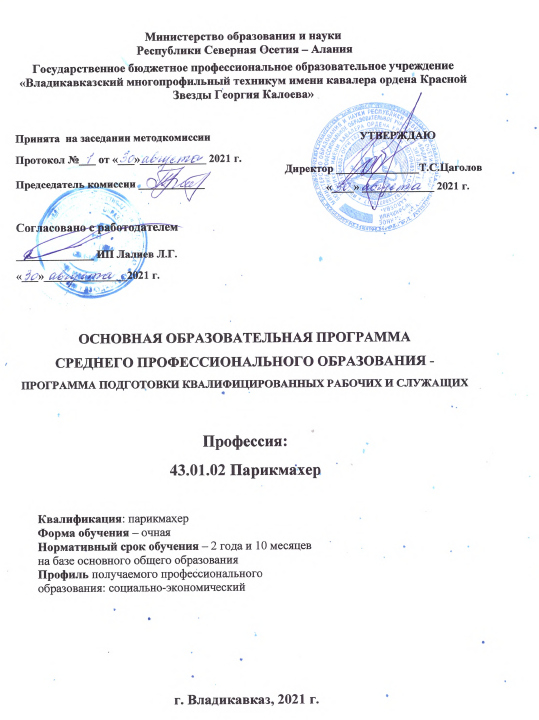 Министерство образования и науки
Республики Северная Осетия – Алания
Государственное бюджетное профессиональное образовательное учреждение
«Владикавказский многопрофильный техникум имени кавалера ордена Красной
Звезды Георгия Калоева»
Принята на заседании методкомиссии
Протокол № 1 от «30» августа 2021 г.
Председатель комиссии
УТВЕРЖДАЮ
Директор Т.С.Цаголов
«30» августа 2021 г.
Согласовано с работодателем
ИП Лалиев Л.Г.
«30» августа 2021 г.
ОСНОВНАЯ ОБРАЗОВАТЕЛЬНАЯ ПРОГРАММА
СРЕДНЕГО ПРОФЕССИОНАЛЬНОГО ОБРАЗОВАНИЯ -
ПРОГРАММА ПОДГОТОВКИ КВАЛИФИЦИРОВАННЫХ РАБОЧИХ И СЛУЖАЩИХ
Профессия:
43.01.02 Парикмахер
Квалификация: парикмахер
Форма обучения – очная
Нормативный срок обучения – 2 года и 10 месяцев
на базе основного общего образования
Профиль получаемого профессионального
образования: социально-экономический
г. Владикавказ, 2021 г.